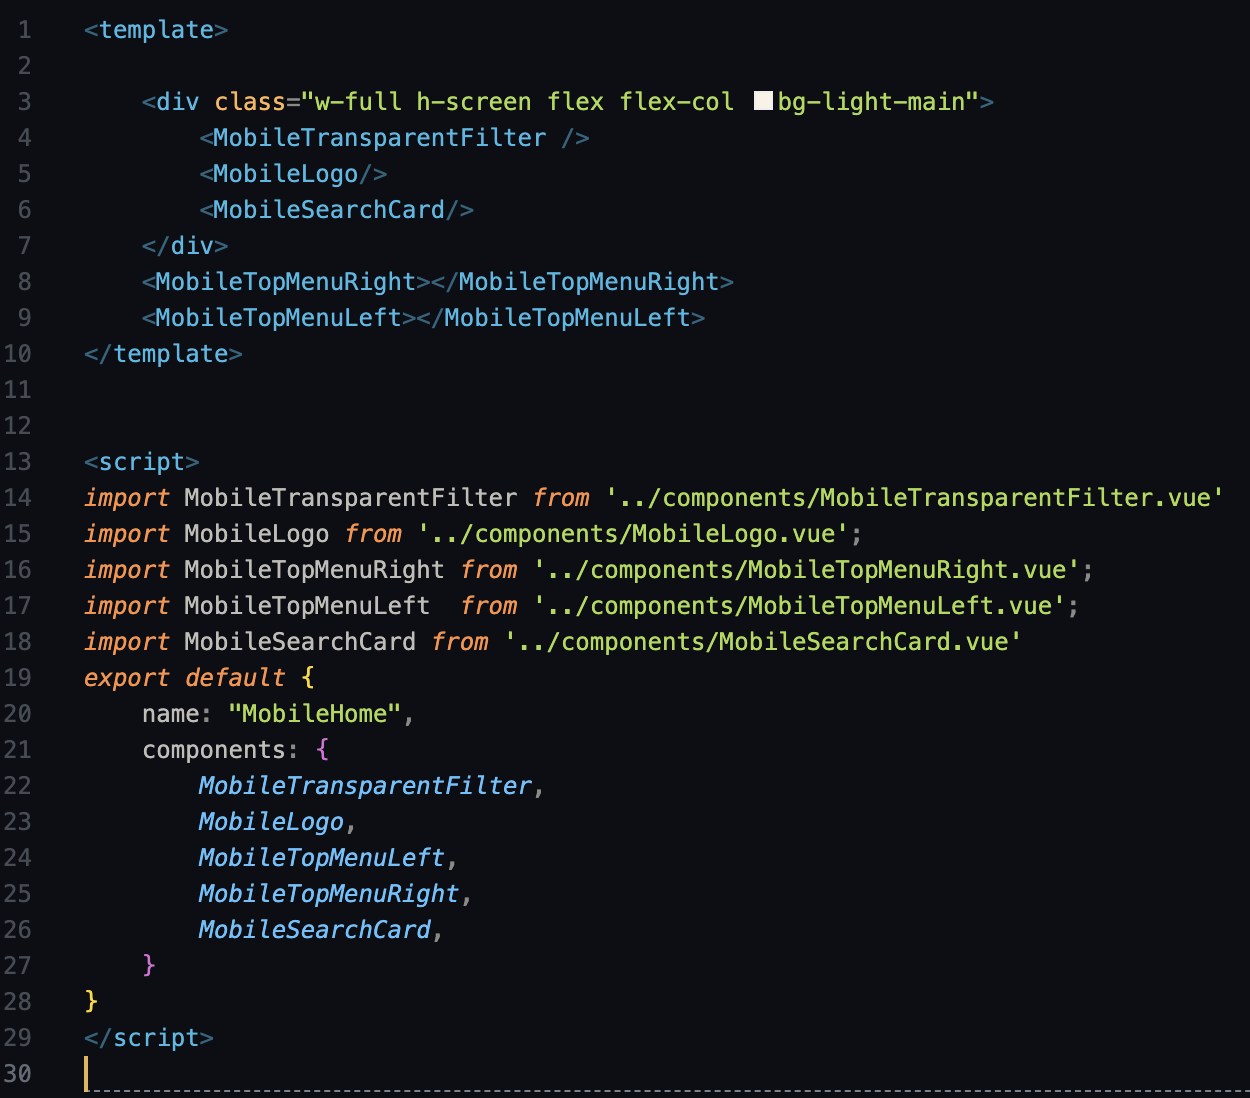 1 <template>
2
3 <div class="w-full h-screen flex flex-col bg-light-main">
4 <MobileTransparentFilter />
5 <MobileLogo/>
6 <MobileSearchCard/>
7 </div>
8 <MobileTopMenuRight></MobileTopMenuRight>
9 <MobileTopMenuLeft></MobileTopMenuLeft>
10 </template>
11
12
13 <script>
14 import MobileTransparentFilter from '../components/MobileTransparentFilter.vue'
15 import MobileLogo from '../components/MobileLogo.vue';
16 import MobileTopMenuRight from '../components/MobileTopMenuRight.vue';
17 import MobileTopMenuLeft  from '../components/MobileTopMenuLeft.vue';
18 import MobileSearchCard from '../components/MobileSearchCard.vue'
19 export default {
20 name: "MobileHome",
21 components: {
22 MobileTransparentFilter,
23 MobileLogo,
24 MobileTopMenuLeft,
25 MobileTopMenuRight,
26 MobileSearchCard,
27 }
28 }
29 </script>
30